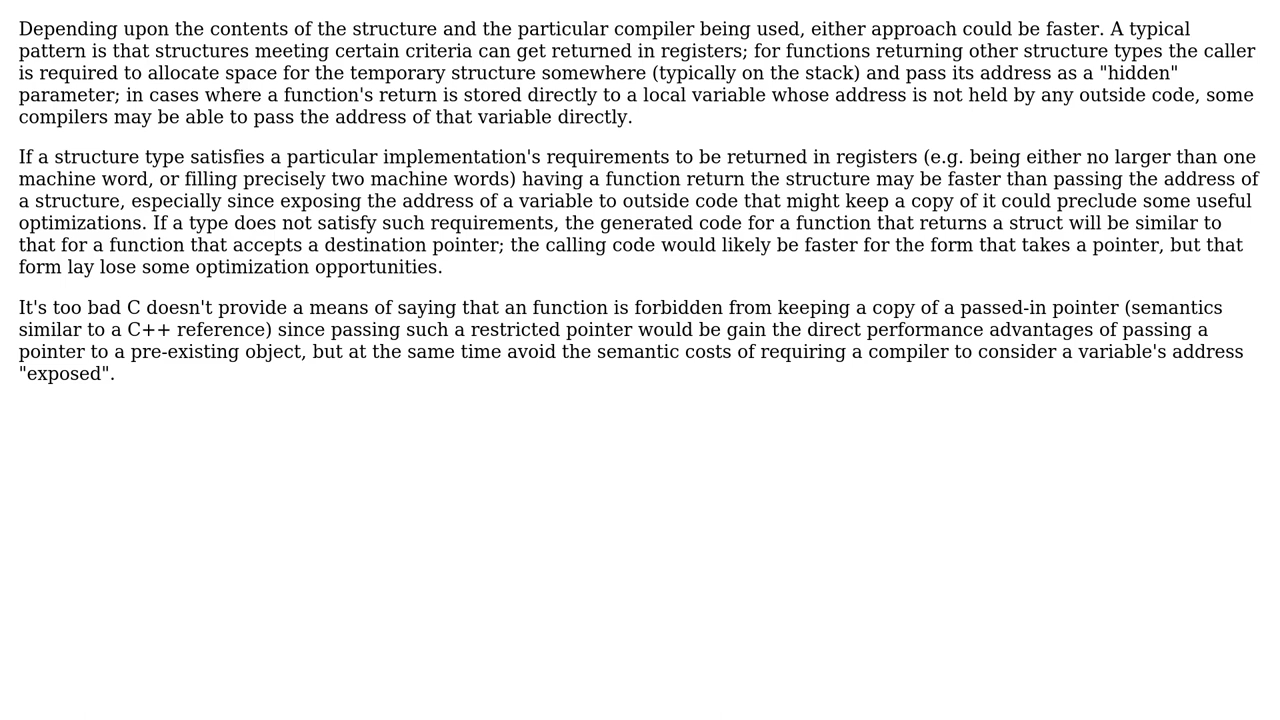 Depending upon the contents of the structure and the particular compiler being used, either approach could be faster. A typical
pattern is that structures meeting certain criteria can get returned in registers; for functions returning other structure types the caller
is required to allocate space for the temporary structure somewhere (typically on the stack) and pass its address as a "hidden"
parameter; in cases where a function's return is stored directly to a local variable whose address is not held by any outside code, some
compilers may be able to pass the address of that variable directly.
If a structure type satisfies a particular implementation's requirements to be returned in registers (e.g. being either no larger than one
machine word, or filling precisely two machine words) having a function return the structure may be faster than passing the address of
a structure, especially since exposing the address of a variable to outside code that might keep a copy of it could preclude some useful
optimizations. If a type does not satisfy such requirements, the generated code for a function that returns a struct will be similar to
that for a function that accepts a destination pointer; the calling code would likely be faster for the form that takes a pointer, but that
form lay lose some optimization opportunities.
It's too bad C doesn't provide a means of saying that an function is forbidden from keeping a copy of a passed-in pointer (semantics
similar to a C++ reference) since passing such a restricted pointer would be gain the direct performance advantages of passing a
pointer to a pre-existing object, but at the same time avoid the semantic costs of requiring a compiler to consider a variable's address
"exposed".